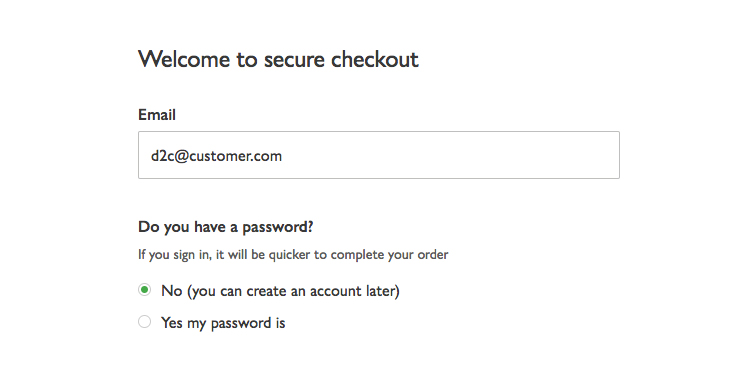 Welcome to secure checkout
Email
d2c@customer.com
Do you have a password?
If you sign in, it will be quicker to complete your order
No (you can create an account later)
Yes my password is